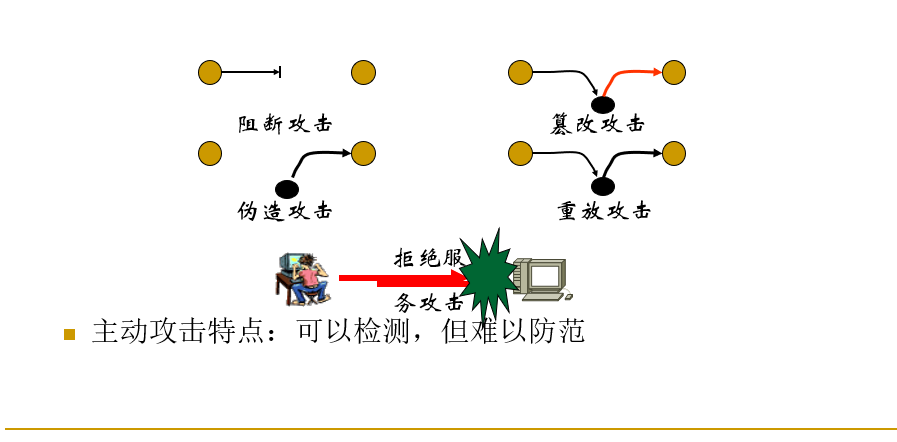 阻断攻击
篡改攻击
伪造攻击
重放攻击
拒绝服
务攻击
主动攻击特点：可以检测，但难以防范